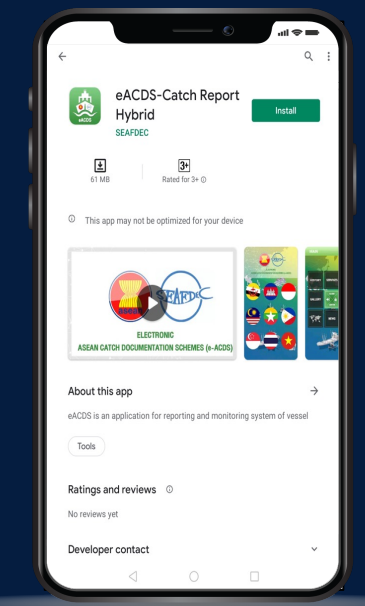 eACDS-Catch Report
Hybrid
SEAFDEC
Install
eACDS
61 MB
3+
Rated for 3+
This app may not be optimized for your device
asean
SEAFDEC
ELECTRONIC
ASEAN CATCH DOCUMENTATION SCHEMES (e-ACDS)
About this app
eACDS is an application for reporting and monitoring system of vessel
Tools
Ratings and reviews
No reviews yet
Developer contact